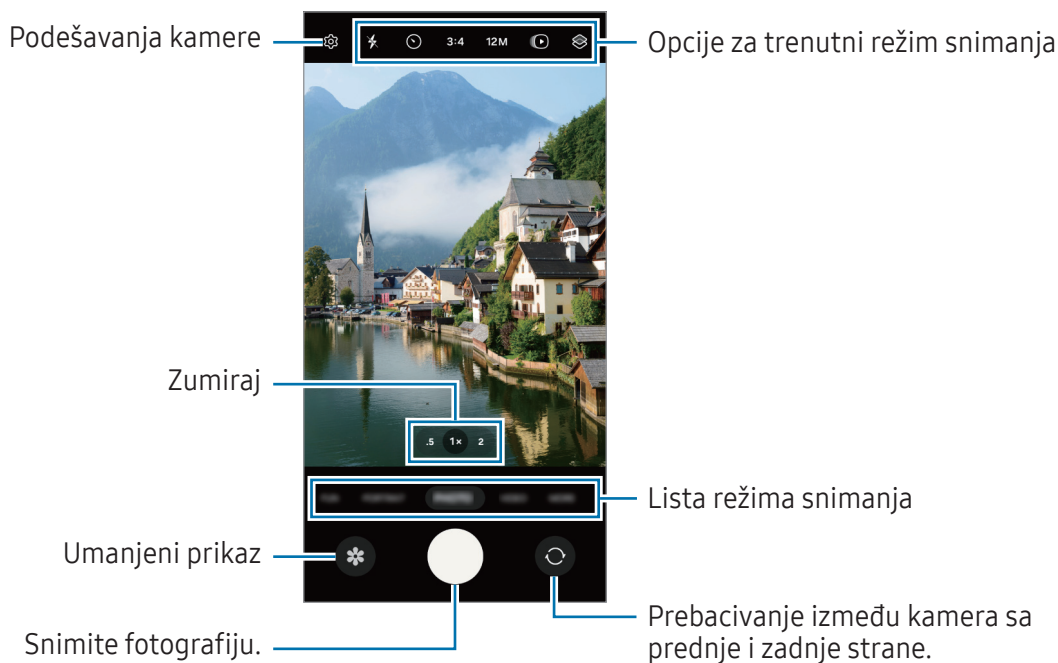 Podešavanja kamere
3:4
12M
Opcije za trenutni režim snimanja
Zumiraj
.5 1× 2
Lista režima snimanja
Umanjeni prikaz
Snimite fotografiju.
Prebacivanje između kamera sa
prednje i zadnje strane.